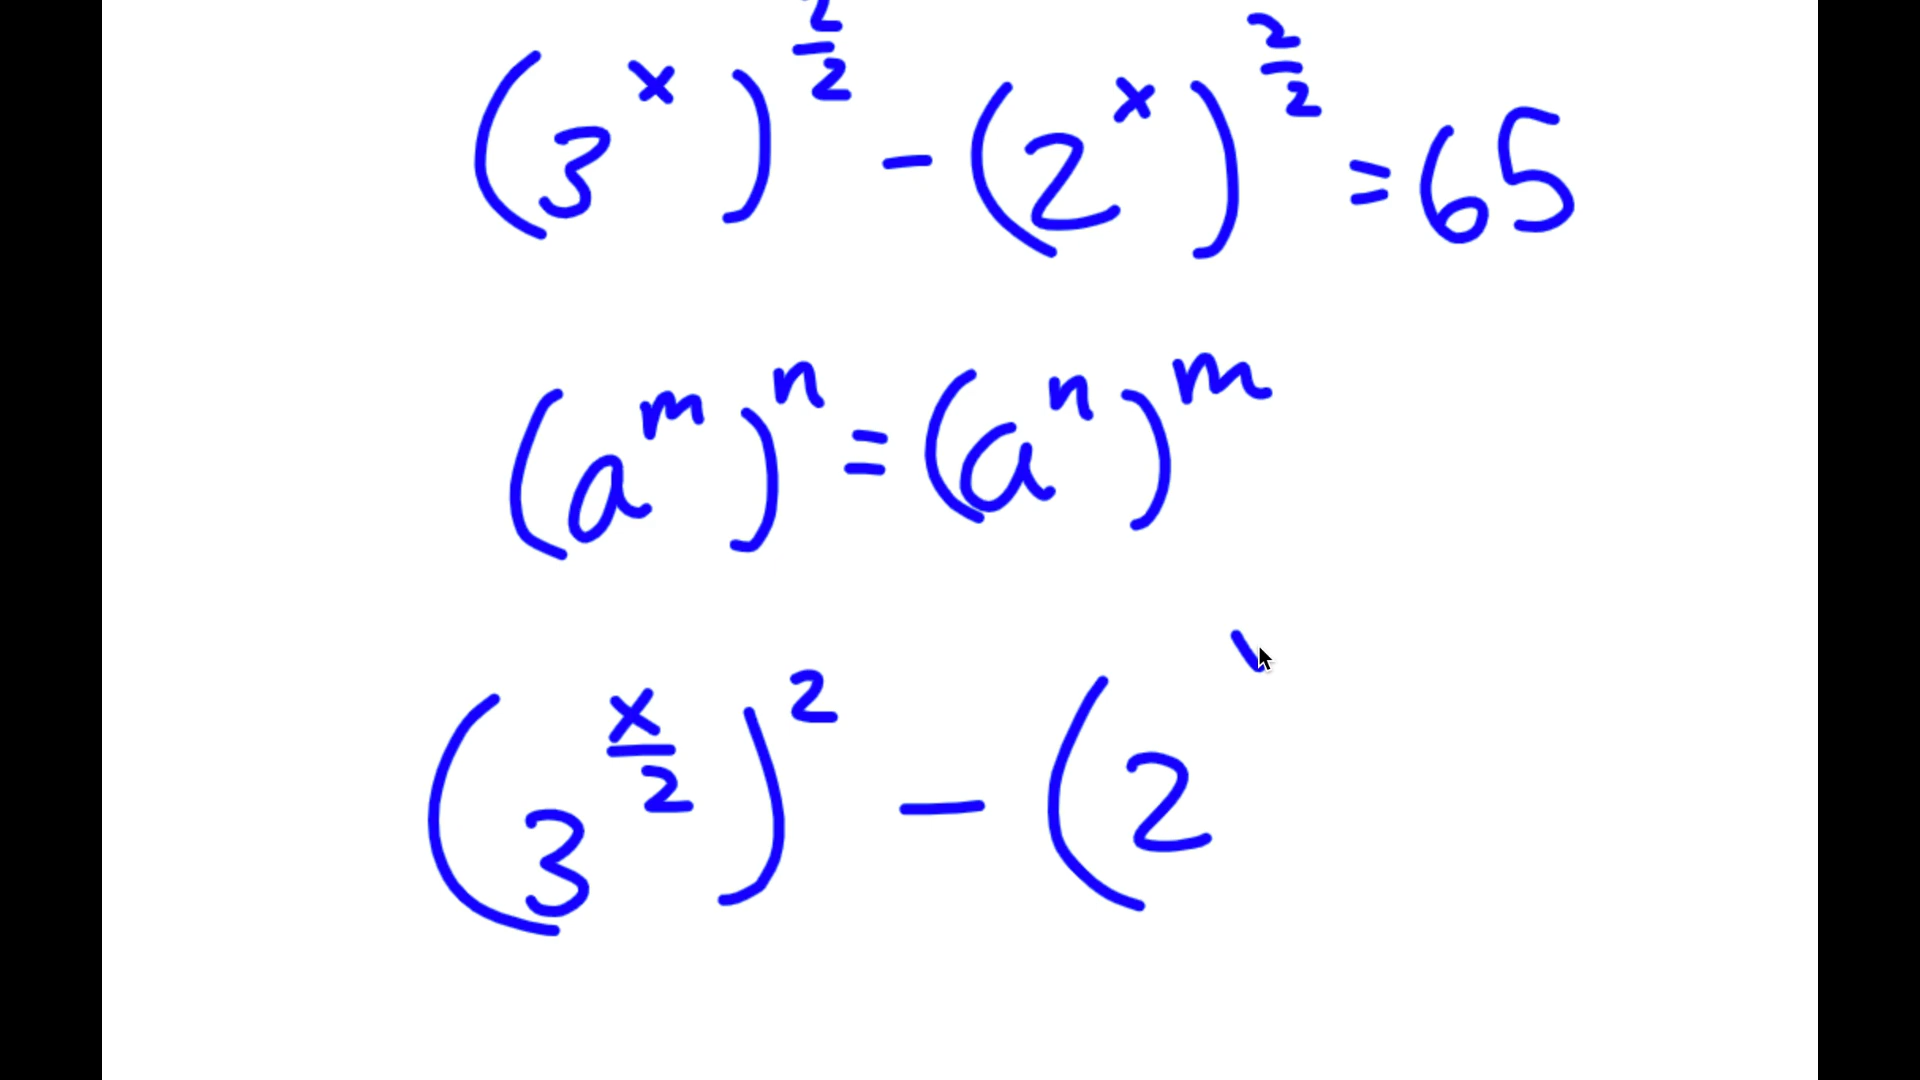 (3^x)^(2/2) - (2^x)^(2/2) = 65
(a^m)^n = (a^n)^m
(3^(x/2))^2 - (2